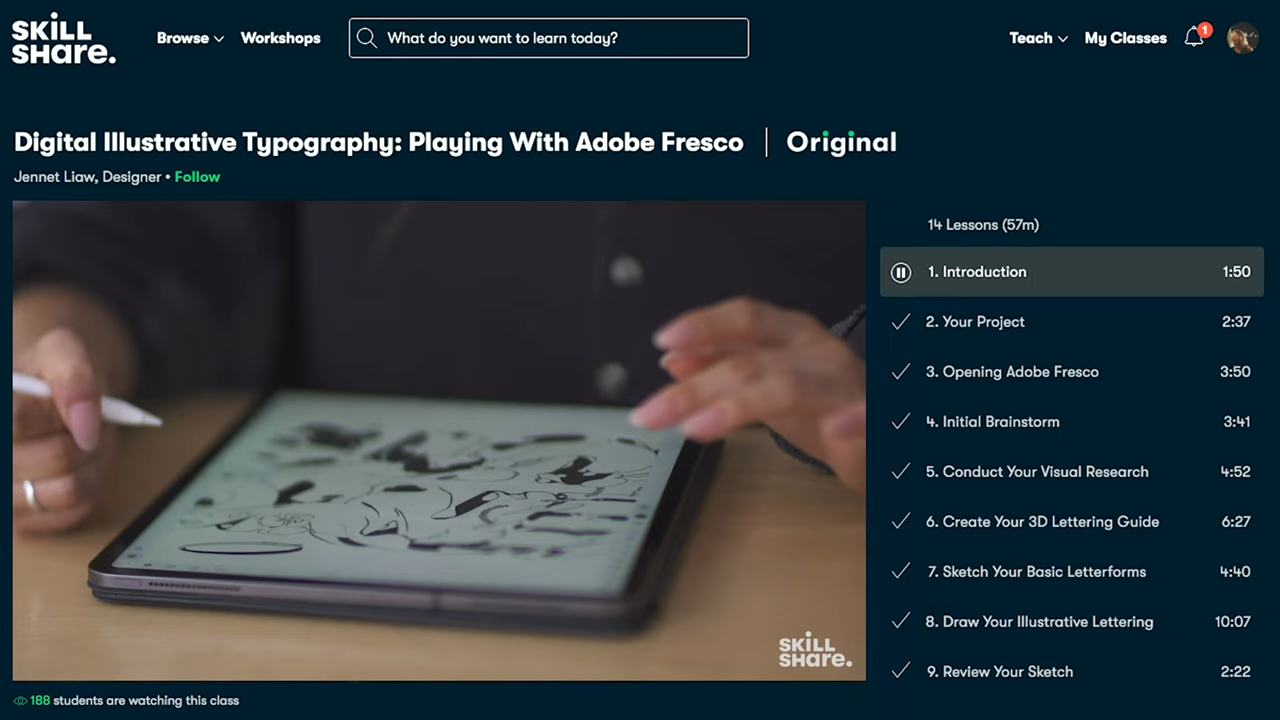 SKILL SHARE.
Browse
Workshops
What do you want to learn today?
Teach
My Classes
1
Digital Illustrative Typography: Playing With Adobe Fresco | Original
Jennet Liaw, Designer • Follow
14 Lessons (57m)
1. Introduction 1:50
2. Your Project 2:37
3. Opening Adobe Fresco 3:50
4. Initial Brainstorm 3:41
5. Conduct Your Visual Research 4:52
6. Create Your 3D Lettering Guide 6:27
7. Sketch Your Basic Letterforms 4:40
8. Draw Your Illustrative Lettering 10:07
9. Review Your Sketch 2:22
SKILL SHARE.
188 students are watching this class